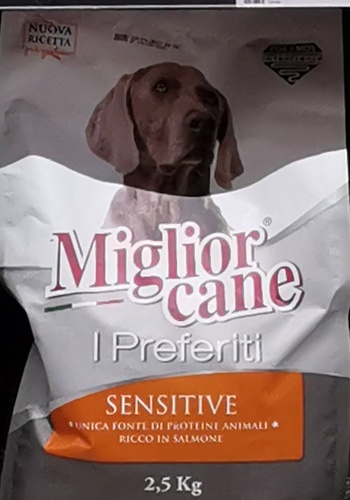 NUOVA
RICETTA
Miglior®
cane
I Preferiti
SENSITIVE
UNICA FONTE DI PROTEINE ANIMALI *
RICCO IN SALMONE
2,5 Kg